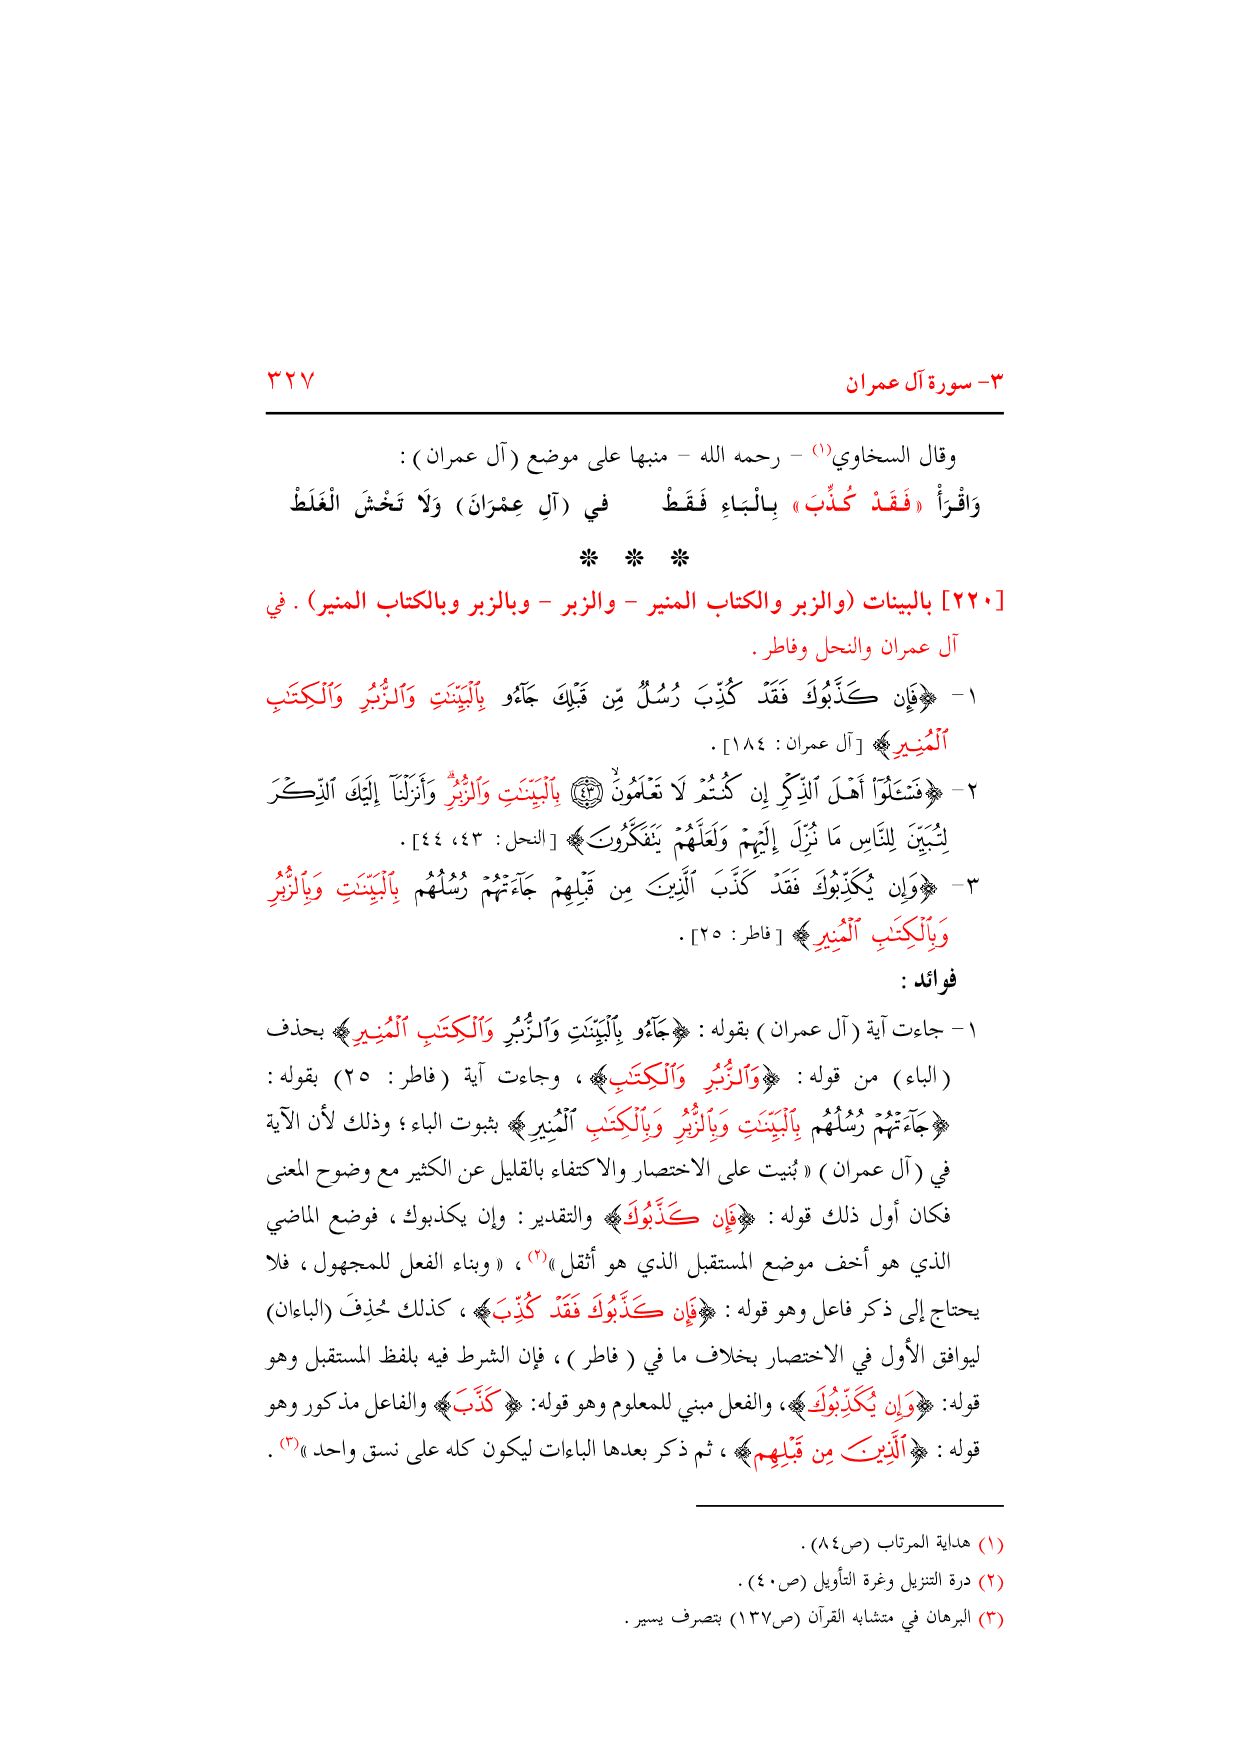 ٣- سورة آل عمران ٣٢٧
وقال السخاوي(١) – رحمه الله – منبها على موضع (آل عمران) :
وَاقْرَأْ «فَقَدْ كُذِّبَ» بِالْبَاءِ فَقَطْ في (آلِ عِمْرَانَ) وَلَا تَخْشَ الْغَلَطْ
❊ ❊ ❊
[٢٢٠] بالبينات (والزبر والكتاب المنير – والزبر – وبالزبر وبالكتاب المنير) . في
آل عمران والنحل وفاطر .
١- ﴿فَإِن كَذَّبُوكَ فَقَدْ كُذِّبَ رُسُلٌ مِّن قَبْلِكَ جَآءُو بِٱلْبَيِّنَٰتِ وَٱلزُّبُرِ وَٱلْكِتَٰبِ
ٱلْمُنِيرِ﴾ [آل عمران : ١٨٤] .
٢- ﴿فَسْـَٔلُوٓا۟ أَهْلَ ٱلذِّكْرِ إِن كُنتُمْ لَا تَعْلَمُونَۙ ٤٣ بِٱلْبَيِّنَٰتِ وَٱلزُّبُرِۗ وَأَنزَلْنَآ إِلَيْكَ ٱلذِّكْرَ
لِتُبَيِّنَ لِلنَّاسِ مَا نُزِّلَ إِلَيْهِمْ وَلَعَلَّهُمْ يَتَفَكَّرُونَ﴾ [النحل : ٤٣، ٤٤] .
٣- ﴿وَإِن يُكَذِّبُوكَ فَقَدْ كَذَّبَ ٱلَّذِينَ مِن قَبْلِهِمْ جَآءَتْهُمْ رُسُلُهُم بِٱلْبَيِّنَٰتِ وَبِٱلزُّبُرِ
وَبِٱلْكِتَٰبِ ٱلْمُنِيرِ﴾ [فاطر : ٢٥] .
فوائد :
١- جاءت آية (آل عمران) بقوله : ﴿جَآءُو بِٱلْبَيِّنَٰتِ وَٱلزُّبُرِ وَٱلْكِتَٰبِ ٱلْمُنِيرِ﴾ بحذف
(الباء) من قوله : ﴿وَٱلزُّبُرِ وَٱلْكِتَٰبِ﴾ ، وجاءت آية (فاطر : ٢٥) بقوله :
﴿جَآءَتْهُمْ رُسُلُهُم بِٱلْبَيِّنَٰتِ وَبِٱلزُّبُرِ وَبِٱلْكِتَٰبِ ٱلْمُنِيرِ﴾ بثبوت الباء ؛ وذلك لأن الآية
في (آل عمران) «بُنيت على الاختصار والاكتفاء بالقليل عن الكثير مع وضوح المعنى
فكان أول ذلك قوله : ﴿فَإِن كَذَّبُوكَ﴾ والتقدير : وإن يكذبوك ، فوضع الماضي
الذي هو أخف موضع المستقبل الذي هو أثقل»(٢) ، «وبناء الفعل للمجهول ، فلا
يحتاج إلى ذكر فاعل وهو قوله : ﴿فَإِن كَذَّبُوكَ فَقَدْ كُذِّبَ﴾ ، كذلك حُذِفَ (الباءان)
ليوافق الأول في الاختصار بخلاف ما في (فاطر) ، فإن الشرط فيه بلفظ المستقبل وهو
قوله: ﴿وَإِن يُكَذِّبُوكَ﴾، والفعل مبني للمعلوم وهو قوله: ﴿كَذَّبَ﴾ والفاعل مذكور وهو
قوله : ﴿ٱلَّذِينَ مِن قَبْلِهِم﴾ ، ثم ذكر بعدها الباءات ليكون كله على نسق واحد»(٣) .
(١) هداية المرتاب (ص٨٤) .
(٢) درة التنزيل وغرة التأويل (ص٤٠) .
(٣) البرهان في متشابه القرآن (ص١٣٧) بتصرف يسير .